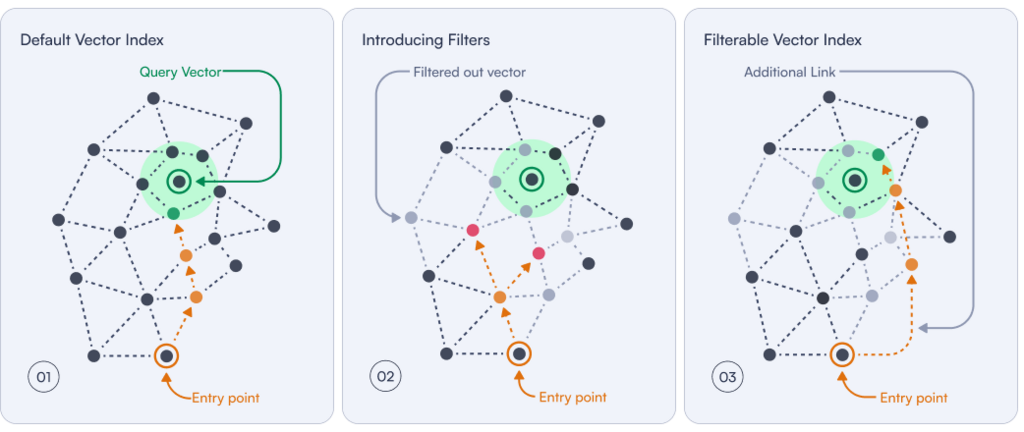 Default Vector Index
Query Vector
Entry point
01
Introducing Filters
Filtered out vector
Entry point
02
Filterable Vector Index
Additional Link
Entry point
03